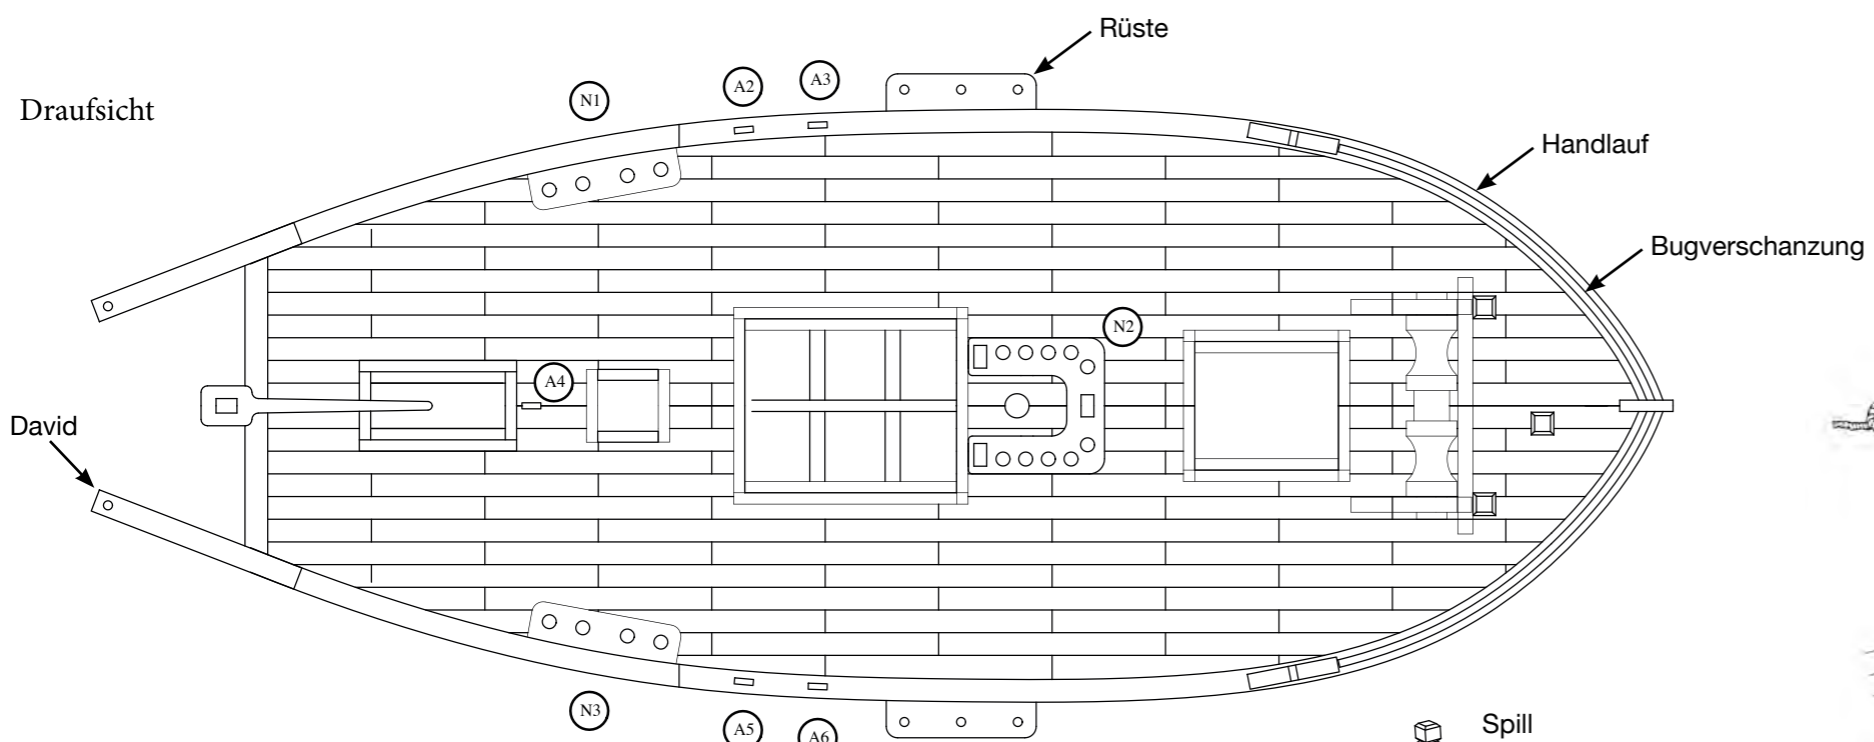 Rüste
Draufsicht
N1
A2
A3
Handlauf
Bugverschanzung
N2
A4
David
N3
A5
A6
Spill